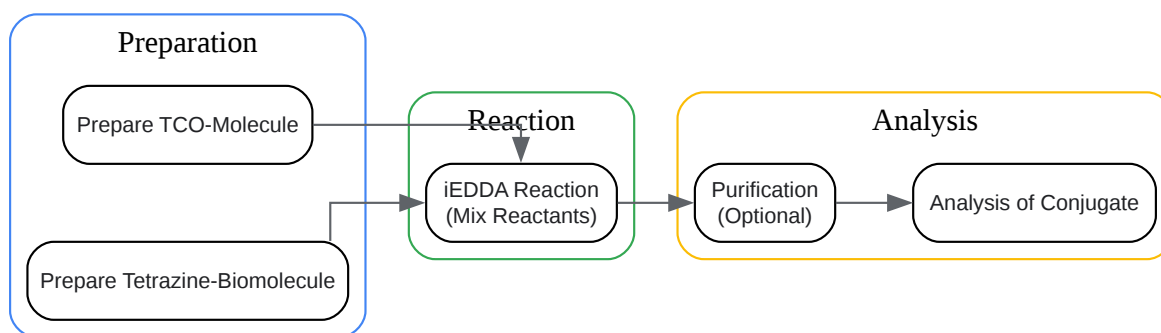 Preparation
Prepare TCO-Molecule
Prepare Tetrazine-Biomolecule
Reaction
iEDDA Reaction
(Mix Reactants)
Analysis
Purification
(Optional)
Analysis of Conjugate